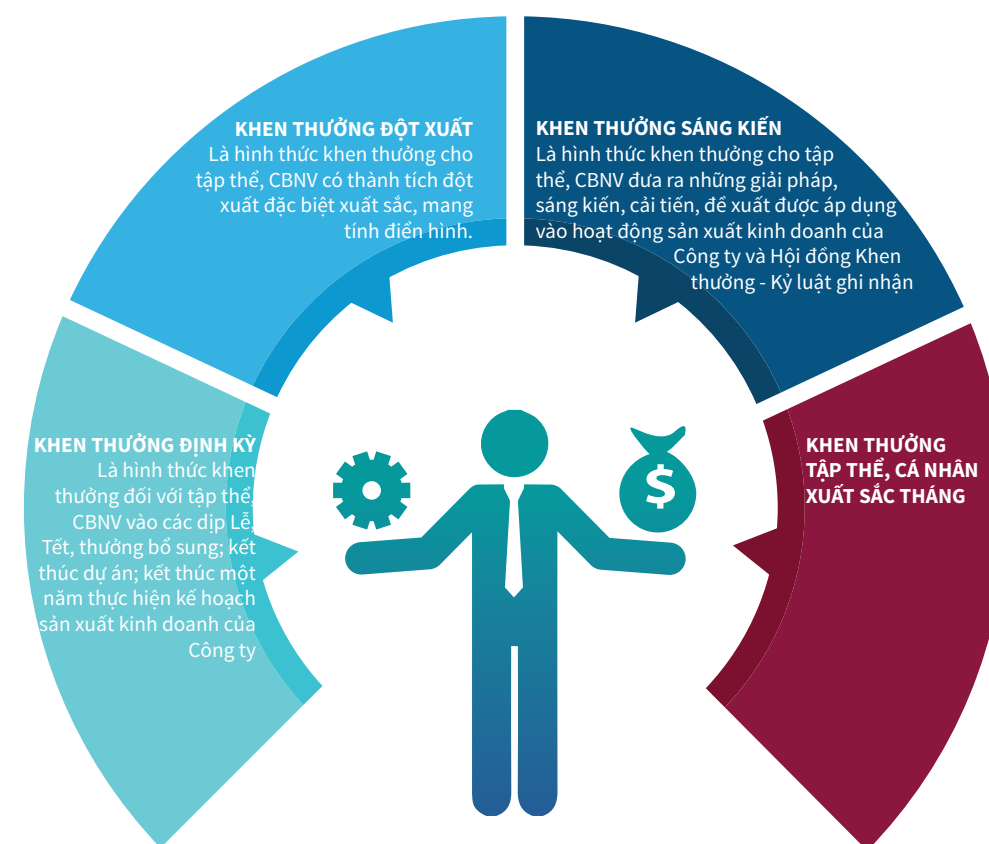 KHEN THƯỞNG ĐỘT XUẤT
Là hình thức khen thưởng cho
tập thể, CBNV có thành tích đột
xuất đặc biệt xuất sắc, mang
tính điển hình.
KHEN THƯỞNG SÁNG KIẾN
Là hình thức khen thưởng cho tập
thể, CBNV đưa ra những giải pháp,
sáng kiến, cải tiến, đề xuất được áp dụng
vào hoạt động sản xuất kinh doanh của
Công ty và Hội đồng Khen
thưởng - Kỷ luật ghi nhận
KHEN THƯỞNG ĐỊNH KỲ
Là hình thức khen
thưởng đối với tập thể,
CBNV vào các dịp Lễ,
Tết, thưởng bổ sung; kết
thúc dự án; kết thúc một
năm thực hiện kế hoạch
sản xuất kinh doanh của
Công ty
KHEN THƯỞNG
TẬP THỂ, CÁ NHÂN
XUẤT SẮC THÁNG
$